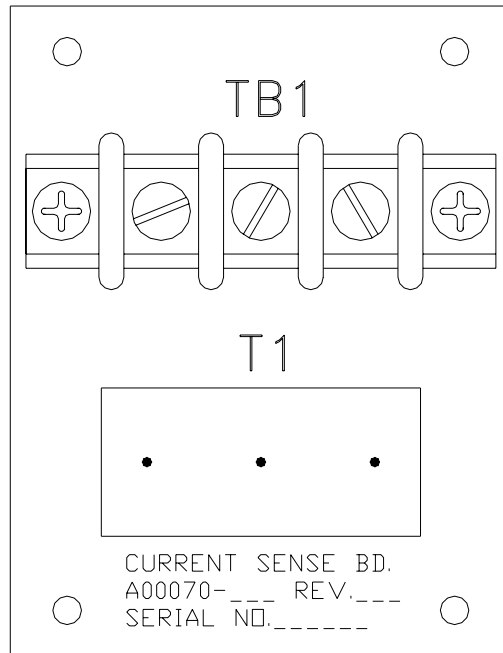 TB1
T1
CURRENT SENSE BD.
A00070-___ REV.___
SERIAL NO.______